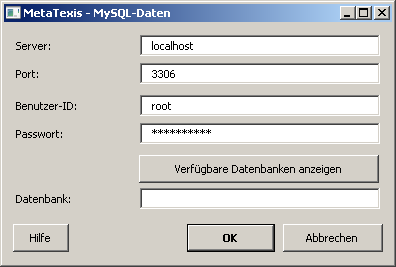 MetaTexis - MySQL-Daten
Server: localhost
Port: 3306
Benutzer-ID: root
Passwort: **********
Verfügbare Datenbanken anzeigen
Datenbank:
Hilfe OK Abbrechen